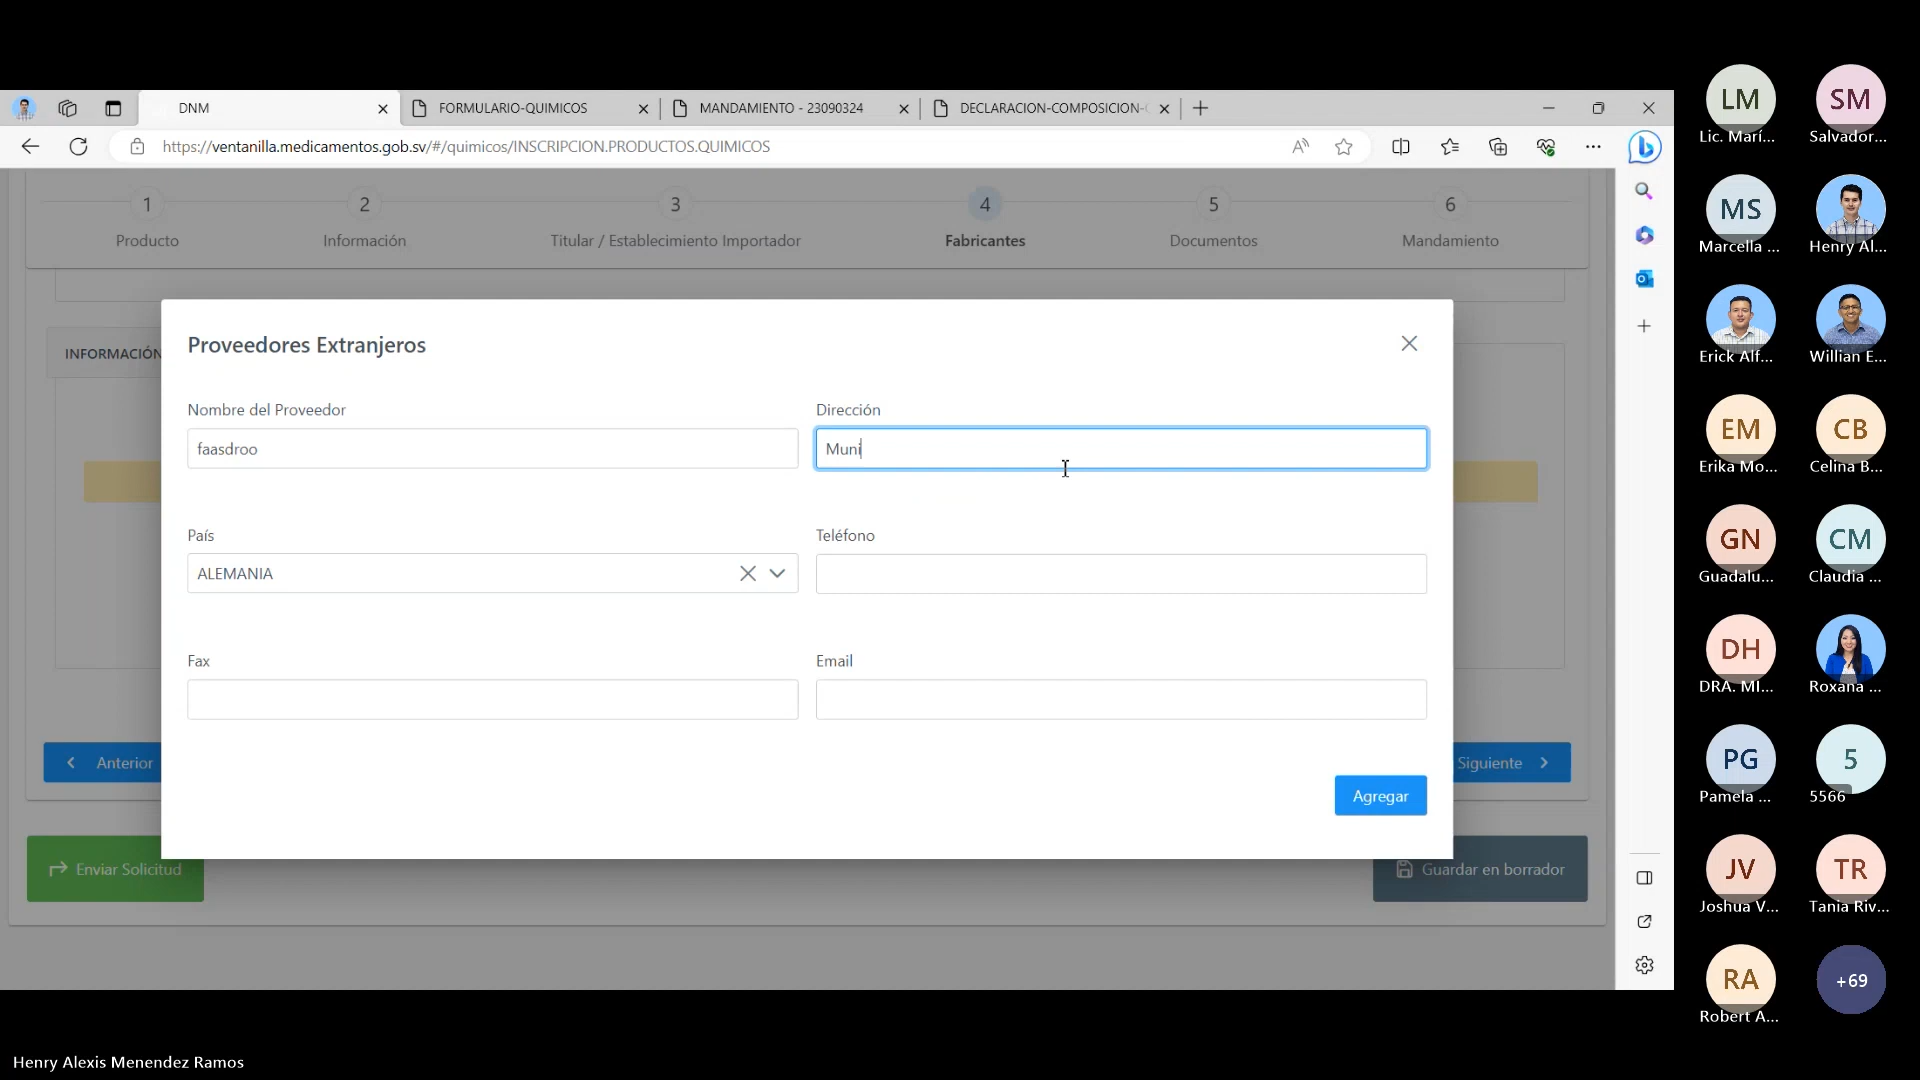 DNM
FORMULARIO-QUIMICOS
MANDAMIENTO - 23090324
DECLARACION-COMPOSICION-
https://ventanilla.medicamentos.gob.sv/#/quimicos/INSCRIPCION.PRODUCTOS.QUIMICOS
1
2
3
4
5
6
Producto
Información
Titular / Establecimiento Importador
Fabricantes
Documentos
Mandamiento
INFORMACIÓN
Proveedores Extranjeros
Nombre del Proveedor
Dirección
faasdroo
Muni
País
Teléfono
ALEMANIA
Fax
Email
Anterior
Siguiente
Agregar
Enviar Solicitud
Guardar en borrador
LM
SM
Lic. Marí...
Salvador...
MS
Marcella ...
Henry Al...
Erick Alf...
Willian E...
EM
CB
Erika Mo...
Celina B...
GN
CM
Guadalu...
Claudia ...
DH
DRA. MI...
Roxana ...
PG
5
Pamela ...
5566
JV
TR
Joshua V...
Tania Riv...
RA
+69
Robert A...
Henry Alexis Menendez Ramos